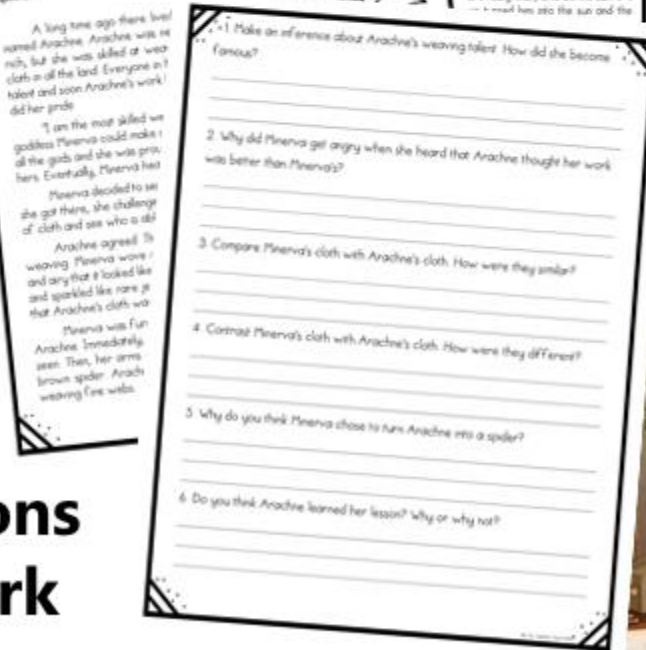 A long time ago there lived
named Arachne. Arachne was ne
rich, but she was skilled at wea
cloth in all the land. Everyone in t
talent and soon Arachne's work
did her pride.
"I am the most skilled we
goddess Minerva could make
all the gods and she was prou
hers. Eventually, Minerva hea
Minerva decided to se
she got there, she challenge
of cloth and see who is abl
Arachne agreed. Th
weaving. Minerva wove
and airy that it looked like
and sparkled like rare je
that Arachne's cloth wa
Minerva was fur
Arachne. Immediately,
seen. Then, her arms
brown spider. Arach
weaving fine webs.
him into the sun and the
1. Make an inference about Arachne's weaving talent. How did she become
famous?
2. Why did Minerva get angry when she heard that Arachne thought her work
was better than Minerva's?
3. Compare Minerva's cloth with Arachne's cloth. How were they similar?
4. Contrast Minerva's cloth with Arachne's cloth. How were they different?
5. Why do you think Minerva chose to turn Arachne into a spider?
6. Do you think Arachne learned her lesson? Why or why not?
ons
rk